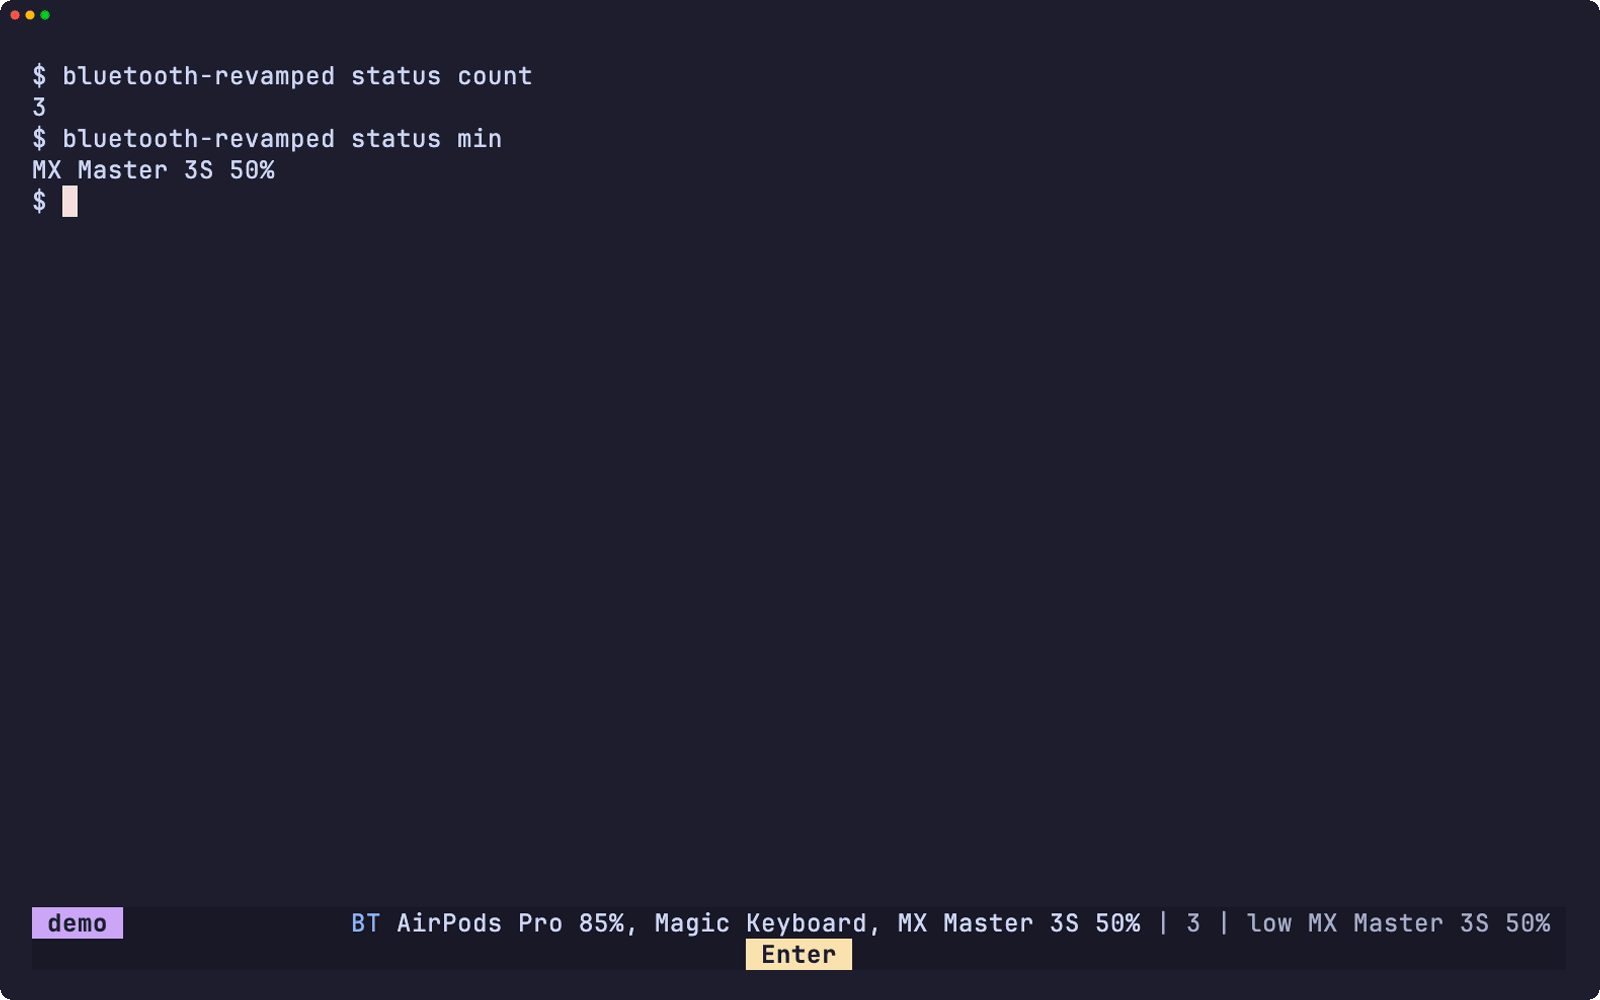 $ bluetooth-revamped status count
3
$ bluetooth-revamped status min
MX Master 3S 50%
$
demo BT AirPods Pro 85%, Magic Keyboard, MX Master 3S 50% | 3 | low MX Master 3S 50%
Enter